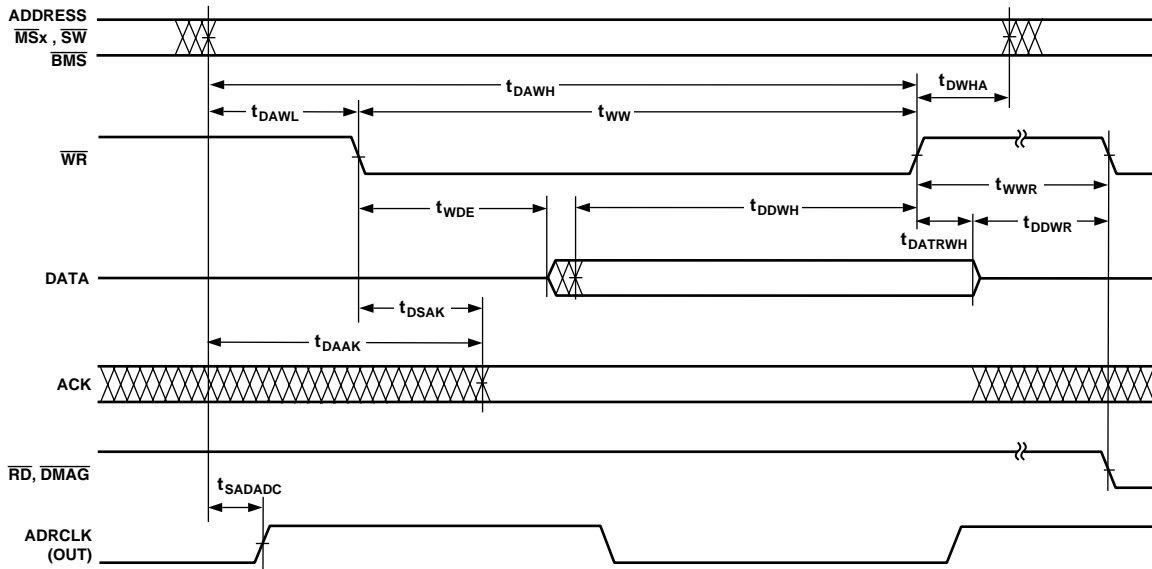 ADDRESS
MSx , SW
BMS
tDAWH
tDWHA
tDAWL
tWW
WR
tWWR
tWDE
tDDWH
tDATRWH
tDDWR
DATA
tDSAK
tDAAK
ACK
RD, DMAG
tSADADC
ADRCLK
(OUT)